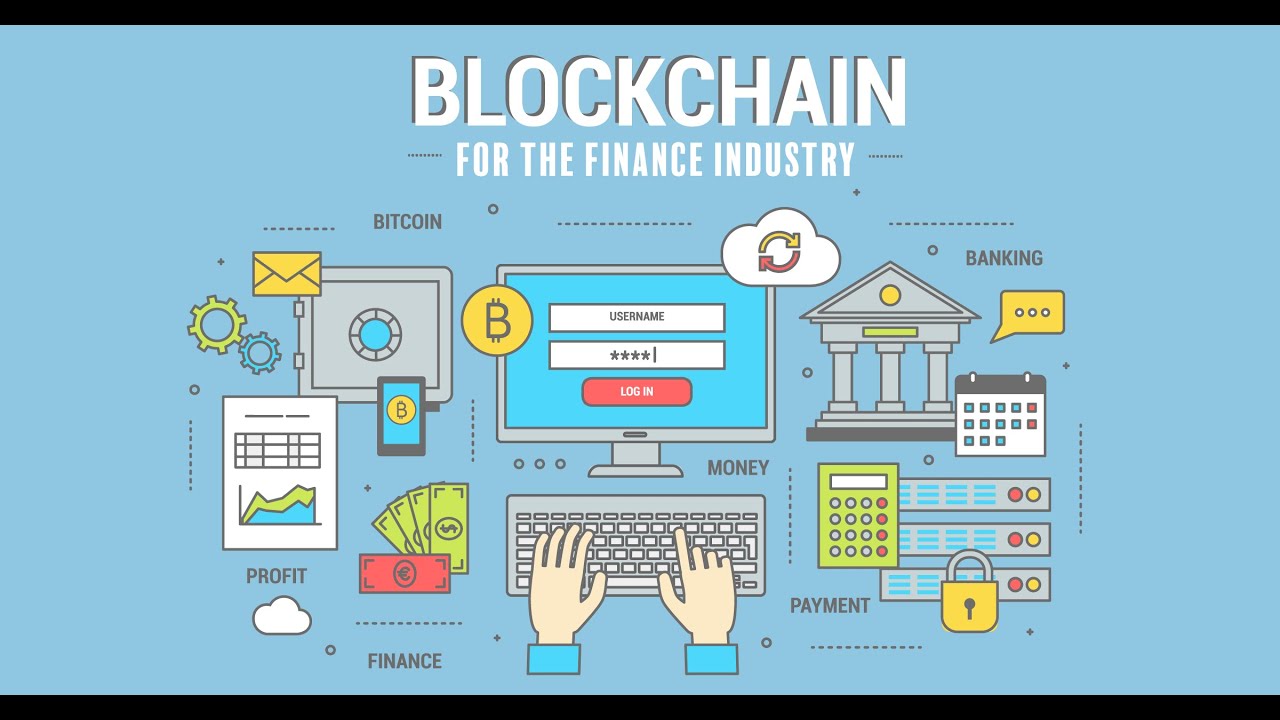 BLOCKCHAIN
FOR THE FINANCE INDUSTRY
BITCOIN
BANKING
USERNAME
****|
LOG IN
MONEY
PROFIT
PAYMENT
FINANCE